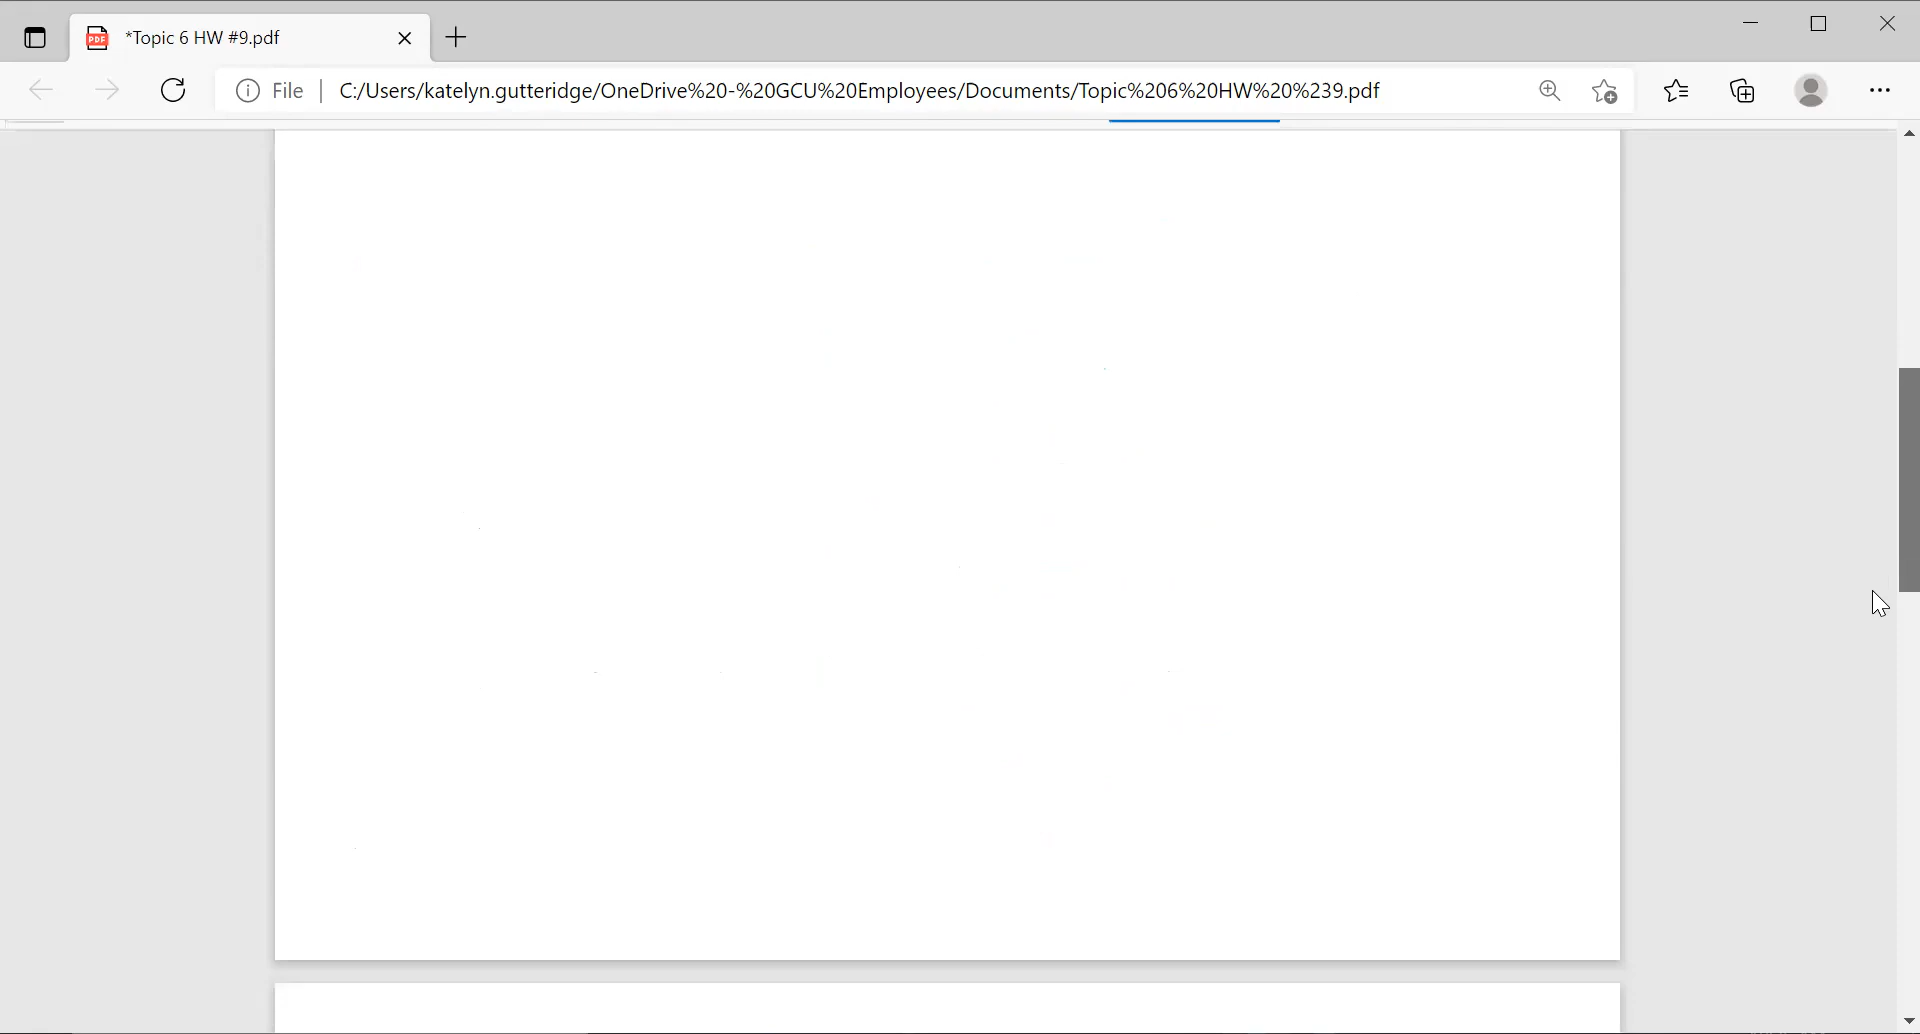 *Topic 6 HW #9.pdf
File
C:/Users/katelyn.gutteridge/OneDrive%20-%20GCU%20Employees/Documents/Topic%206%20HW%20%239.pdf